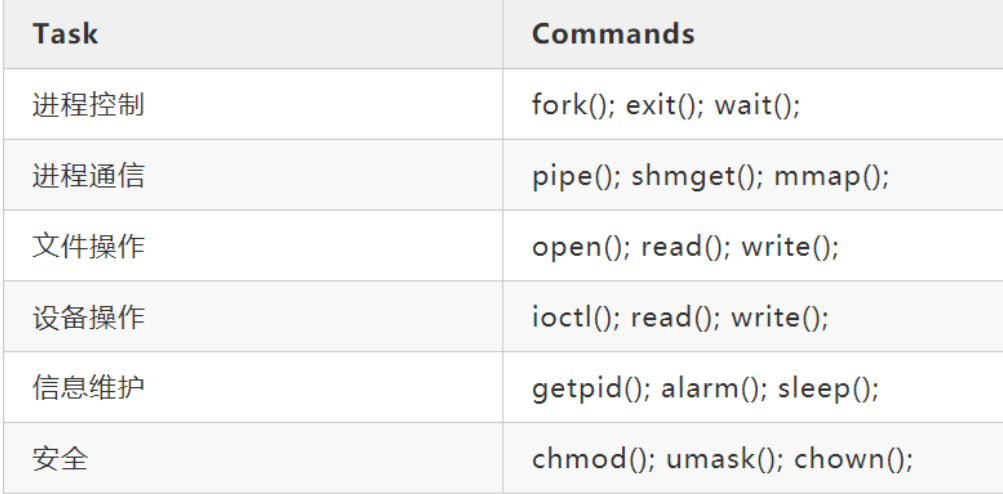 Task Commands
进程控制 fork(); exit(); wait();
进程通信 pipe(); shmget(); mmap();
文件操作 open(); read(); write();
设备操作 ioctl(); read(); write();
信息维护 getpid(); alarm(); sleep();
安全 chmod(); umask(); chown();